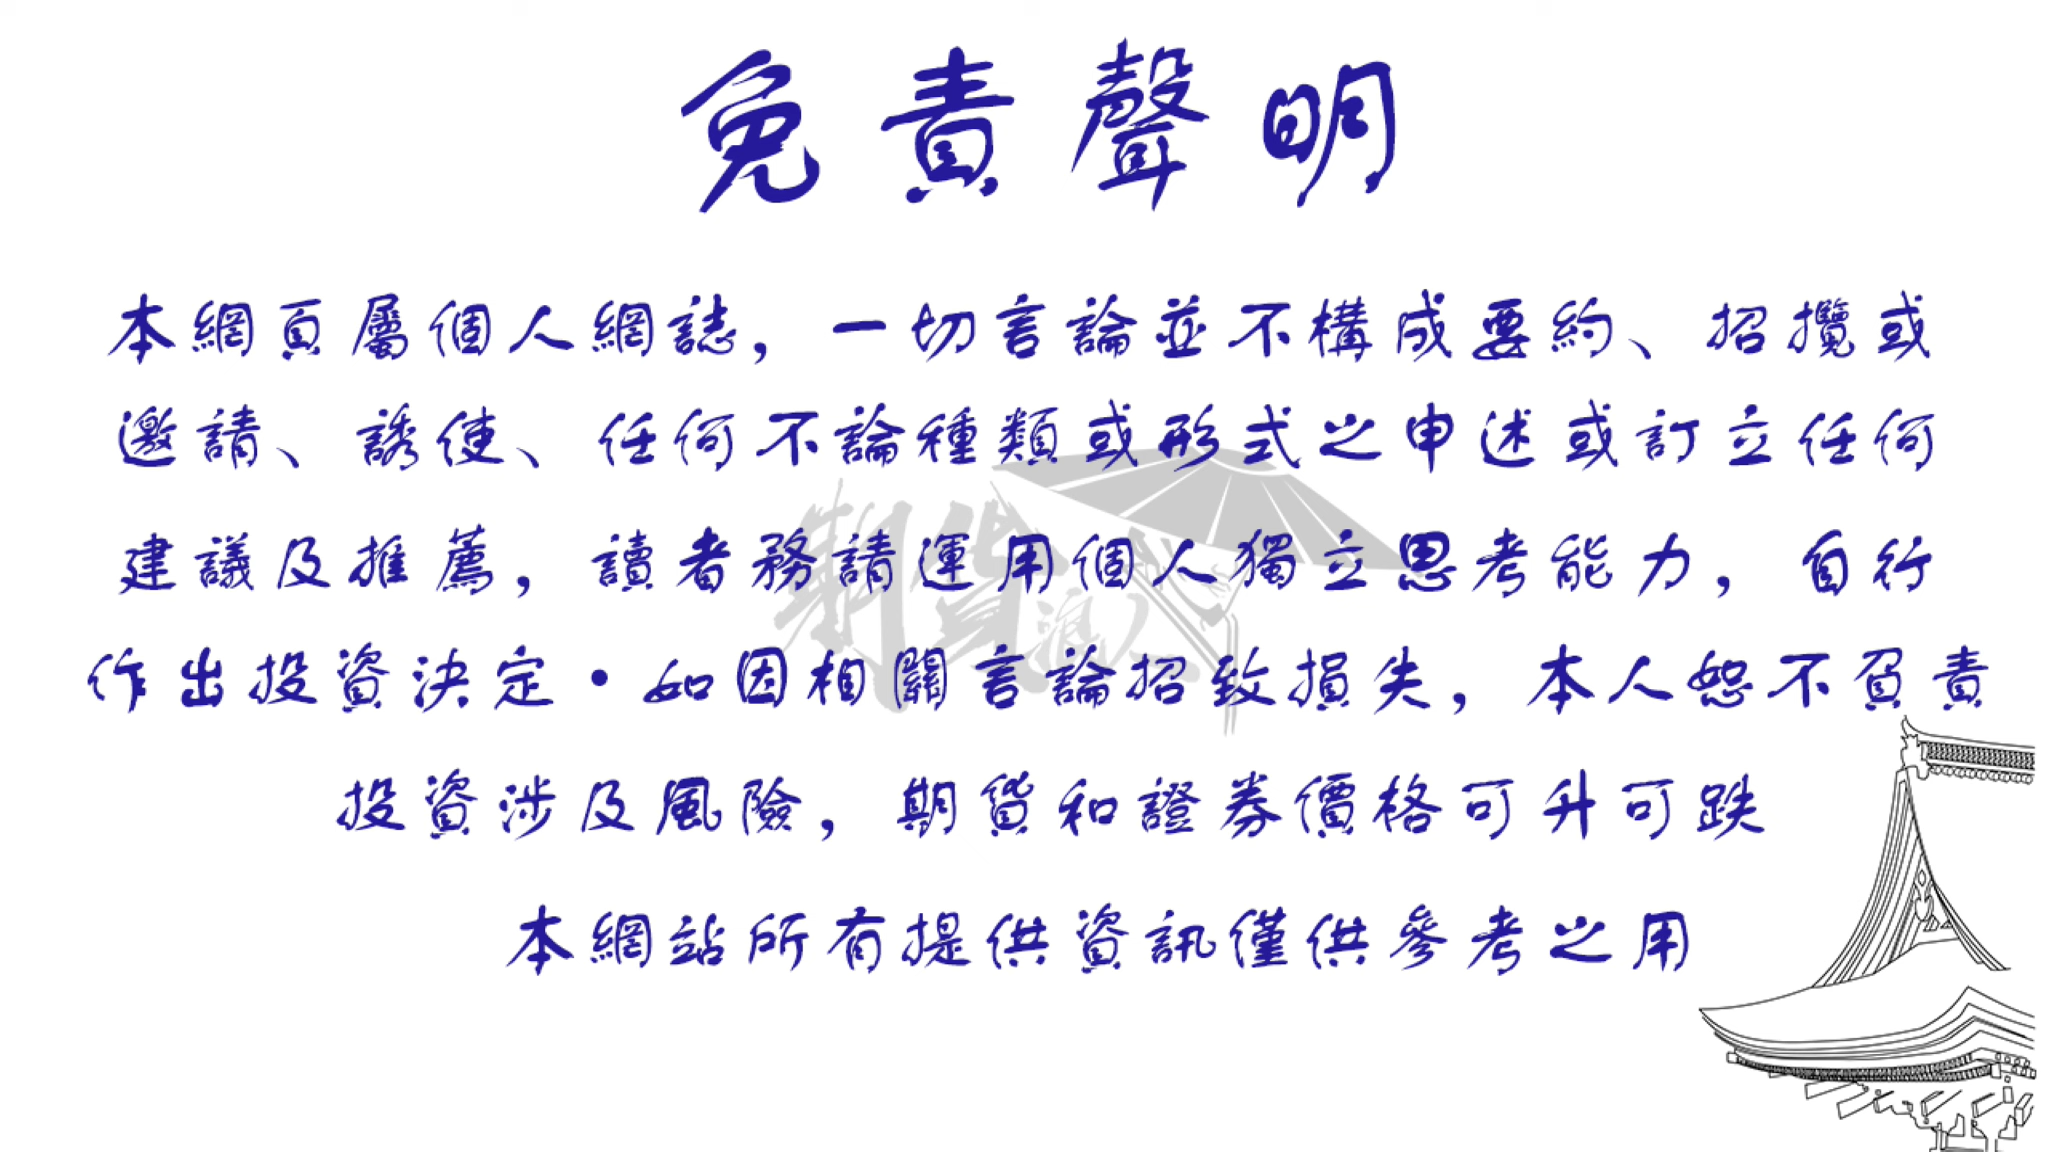 免責聲明
本網頁屬個人網誌，一切言論並不構成要約、招攬或
邀請、誘使、任何不論種類或形式之申述或訂立任何
建議及推薦，讀者務請運用個人獨立思考能力，自行
作出投資決定·如因相關言論招致損失，本人恕不負責
投資涉及風險，期貨和證券價格可升可跌
本網站所有提供資訊僅供參考之用
期貨浪人